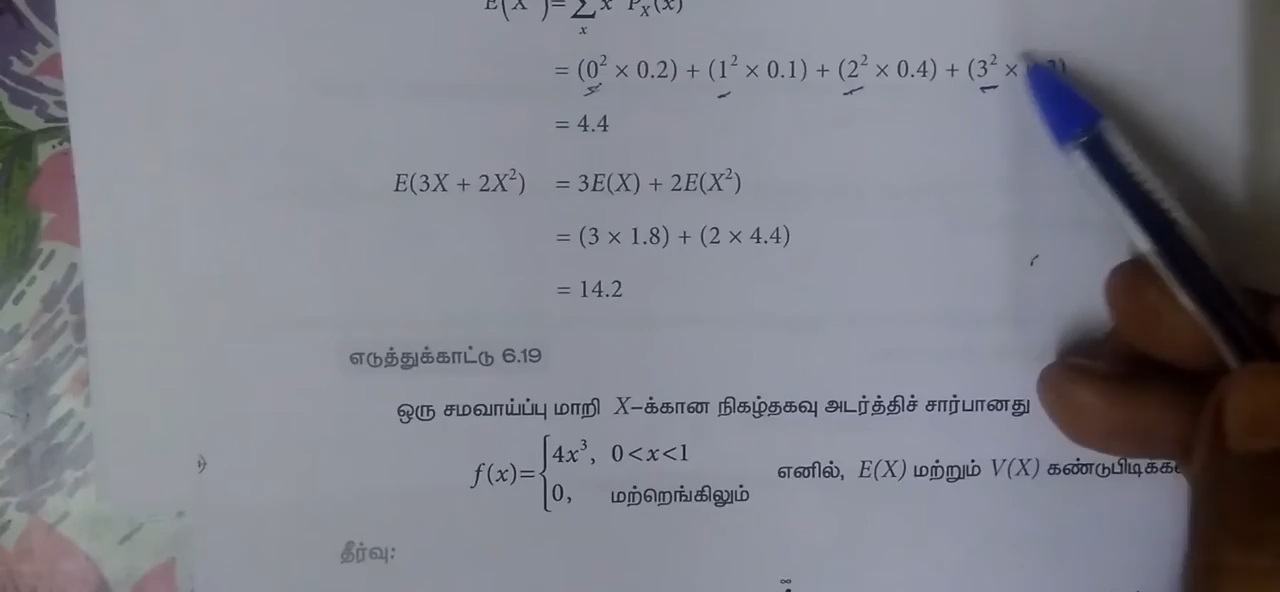 = (0² × 0.2) + (1² × 0.1) + (2² × 0.4) + (3² ×
= 4.4
E(3X + 2X²) = 3E(X) + 2E(X²)
= (3 × 1.8) + (2 × 4.4)
= 14.2
எடுத்துக்காட்டு 6.19
ஒரு சமவாய்ப்பு மாறி X–க்கான நிகழ்தகவு அடர்த்திச் சார்பானது
f(x)={4x³, 0<x<1
எனில், E(X) மற்றும் V(X)
0, மற்றெங்கிலும்
தீர்வு: